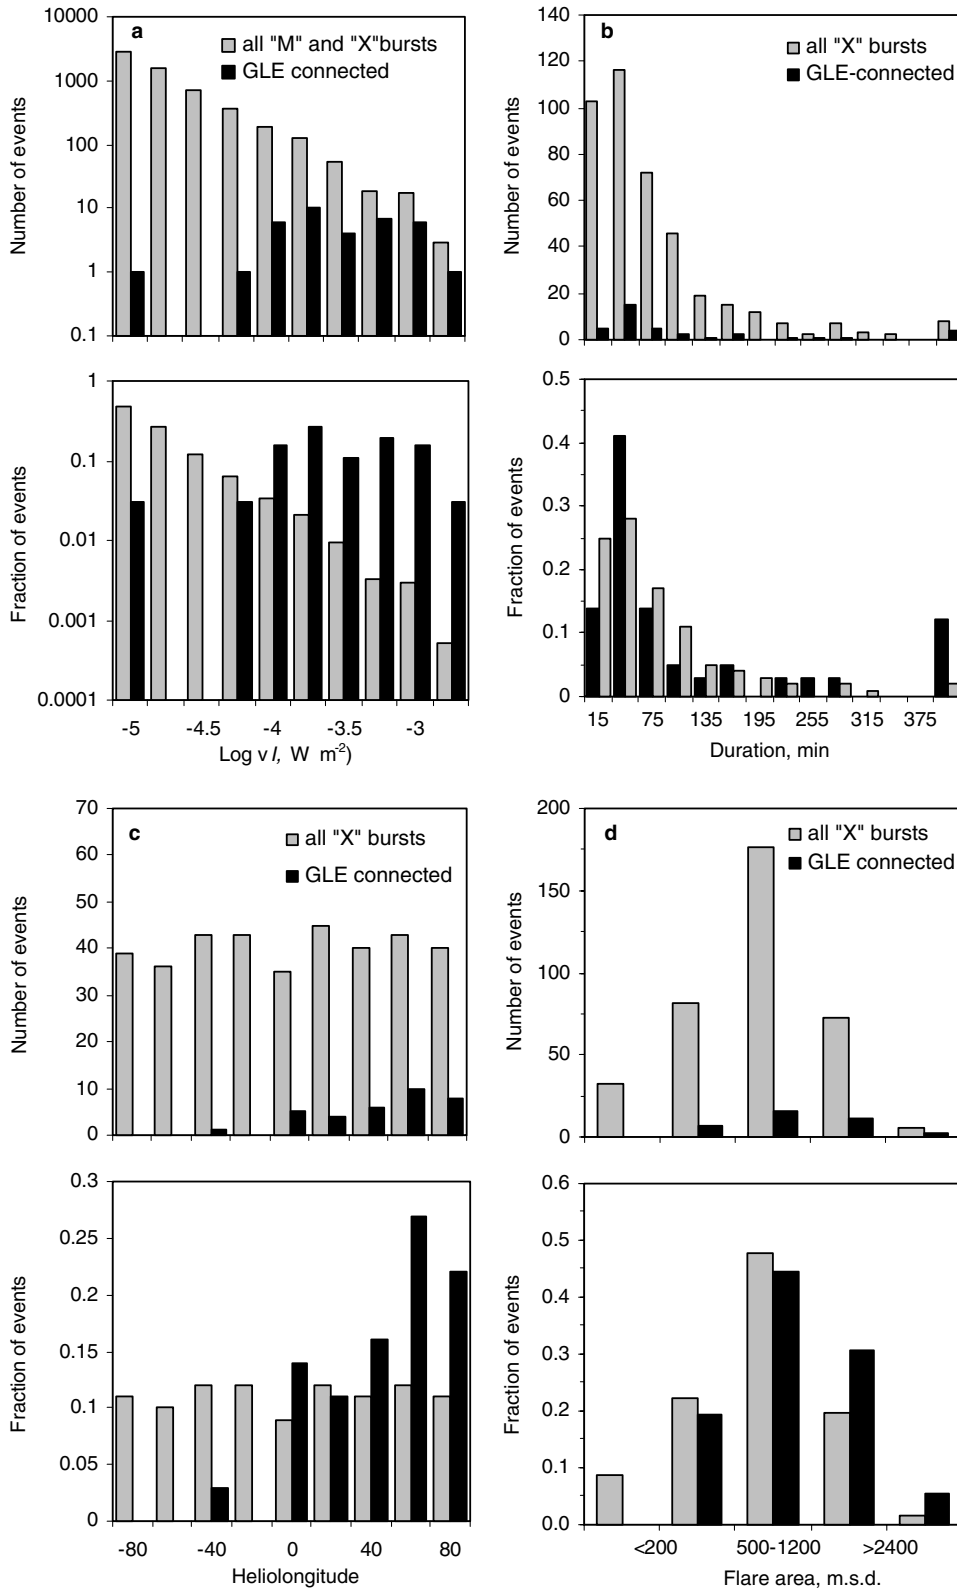 a
all "M" and "X"bursts
GLE connected
Number of events
10000
1000
100
10
1
0.1
Fraction of events
1
0.1
0.01
0.001
0.0001
-5 -4.5 -4 -3.5 -3
Log v I, W m-2)
b
all "X" bursts
GLE-connected
Number of events
140
120
100
80
60
40
20
0
Fraction of events
0.5
0.4
0.3
0.2
0.1
0
15 75 135 195 255 315 375
Duration, min
c
all "X" bursts
GLE connected
Number of events
70
60
50
40
30
20
10
0
Fraction of events
0.3
0.25
0.2
0.15
0.1
0.05
0
-80 -40 0 40 80
Heliolongitude
d
all "X" bursts
GLE connected
Number of events
200
150
100
50
0
Fraction of events
0.6
0.5
0.4
0.3
0.2
0.1
0.0
<200 500-1200 >2400
Flare area, m.s.d.